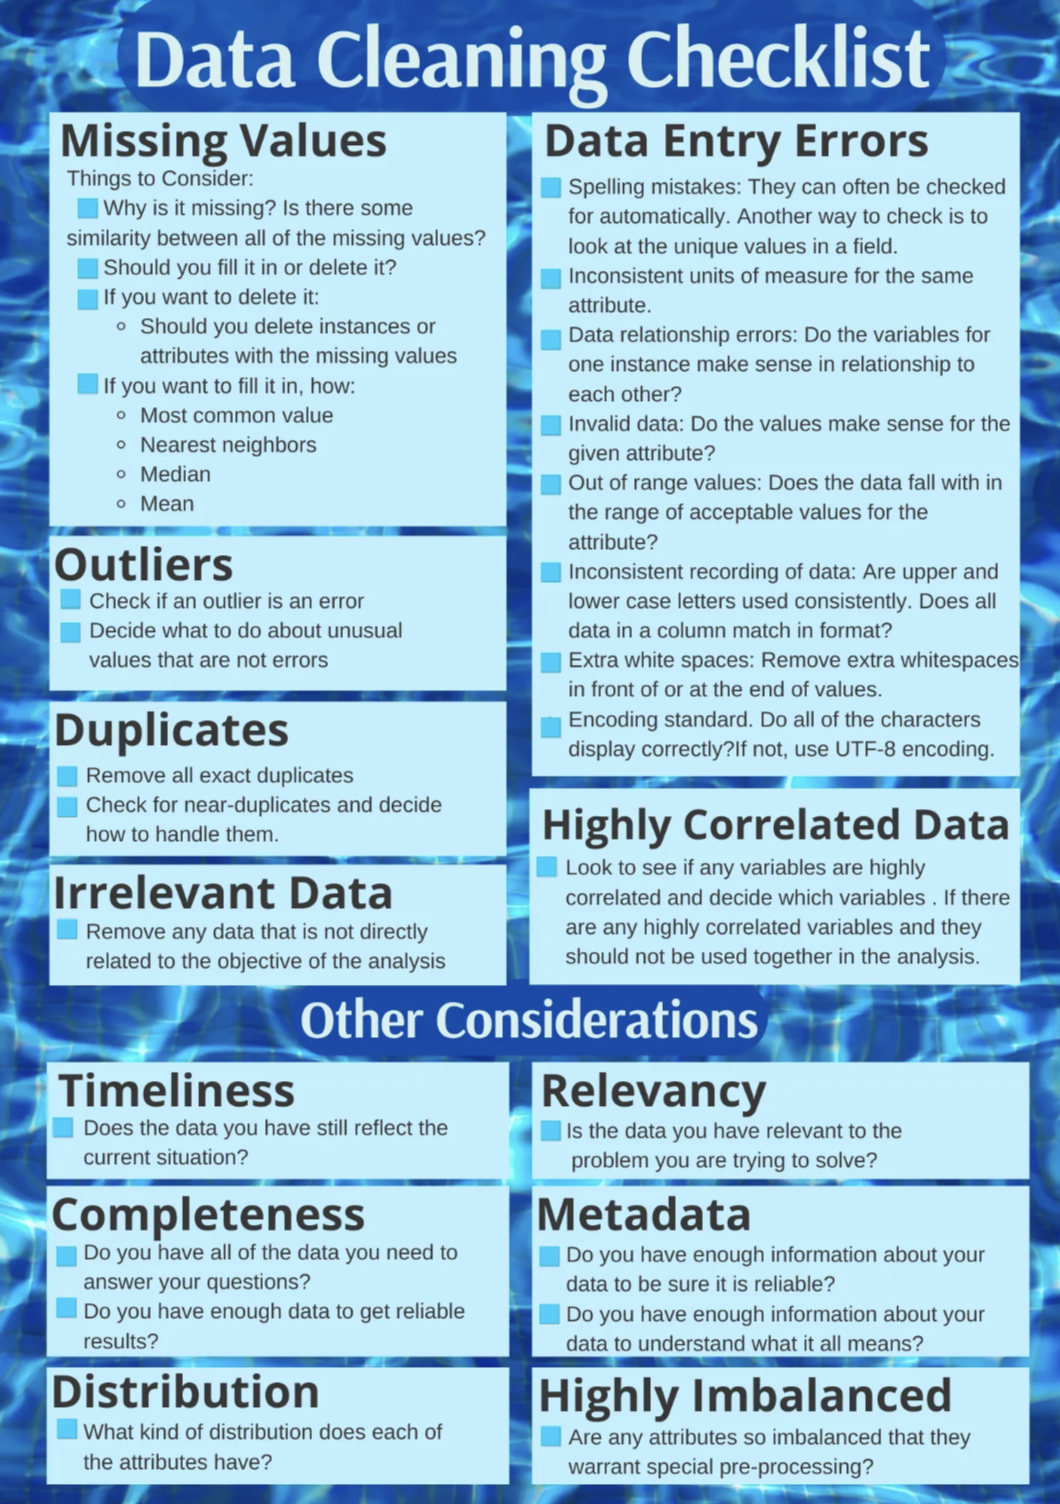 Data Cleaning Checklist
Missing Values
Things to Consider:
Why is it missing? Is there some
similarity between all of the missing values?
Should you fill it in or delete it?
If you want to delete it:
Should you delete instances or
attributes with the missing values
If you want to fill it in, how:
Most common value
Nearest neighbors
Median
Mean
Outliers
Check if an outlier is an error
Decide what to do about unusual
values that are not errors
Duplicates
Remove all exact duplicates
Check for near-duplicates and decide
how to handle them.
Irrelevant Data
Remove any data that is not directly
related to the objective of the analysis
Data Entry Errors
Spelling mistakes: They can often be checked
for automatically. Another way to check is to
look at the unique values in a field.
Inconsistent units of measure for the same
attribute.
Data relationship errors: Do the variables for
one instance make sense in relationship to
each other?
Invalid data: Do the values make sense for the
given attribute?
Out of range values: Does the data fall with in
the range of acceptable values for the
attribute?
Inconsistent recording of data: Are upper and
lower case letters used consistently. Does all
data in a column match in format?
Extra white spaces: Remove extra whitespaces
in front of or at the end of values.
Encoding standard. Do all of the characters
display correctly?If not, use UTF-8 encoding.
Highly Correlated Data
Look to see if any variables are highly
correlated and decide which variables . If there
are any highly correlated variables and they
should not be used together in the analysis.
Other Considerations
Timeliness
Does the data you have still reflect the
current situation?
Relevancy
Is the data you have relevant to the
problem you are trying to solve?
Completeness
Do you have all of the data you need to
answer your questions?
Do you have enough data to get reliable
results?
Metadata
Do you have enough information about your
data to be sure it is reliable?
Do you have enough information about your
data to understand what it all means?
Distribution
What kind of distribution does each of
the attributes have?
Highly Imbalanced
Are any attributes so imbalanced that they
warrant special pre-processing?